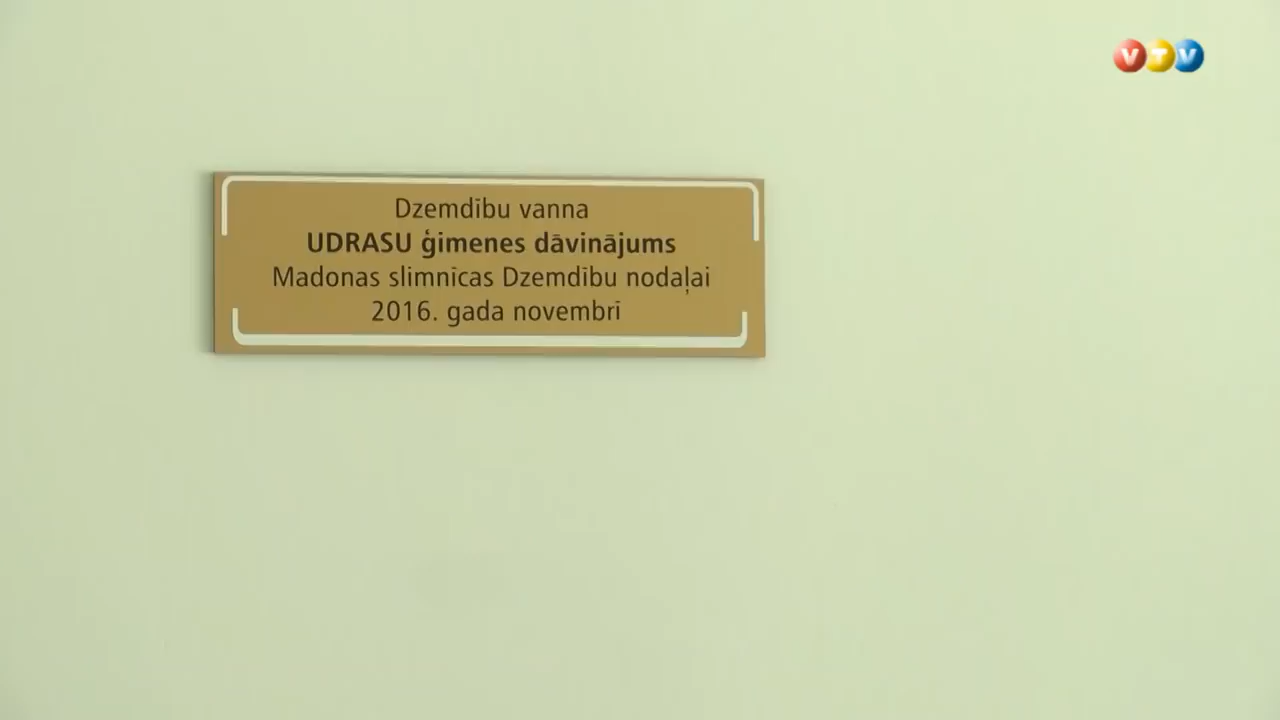 VTV
Dzemdību vanna
UDRASU ģimenes dāvinājums
Madonas slimnīcas Dzemdību nodaļai
2016. gada novembrī